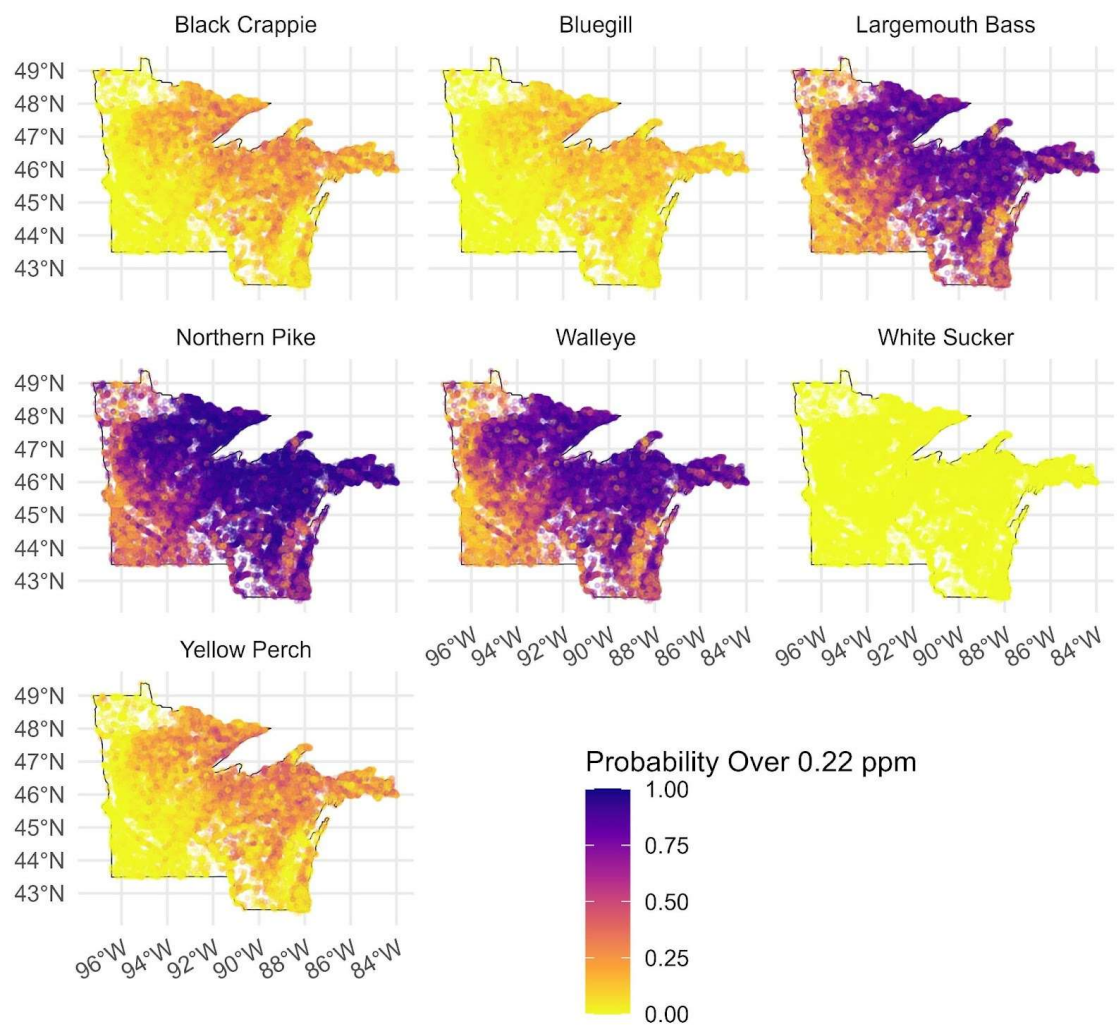 Black Crappie
Bluegill
Largemouth Bass
49°N
48°N
47°N
46°N
45°N
44°N
43°N
Northern Pike
Walleye
White Sucker
49°N
48°N
47°N
46°N
45°N
44°N
43°N
96°W 94°W 92°W 90°W 88°W 86°W 84°W
96°W 94°W 92°W 90°W 88°W 86°W 84°W
Yellow Perch
49°N
48°N
47°N
46°N
45°N
44°N
43°N
96°W 94°W 92°W 90°W 88°W 86°W 84°W
Probability Over 0.22 ppm
1.00
0.75
0.50
0.25
0.00